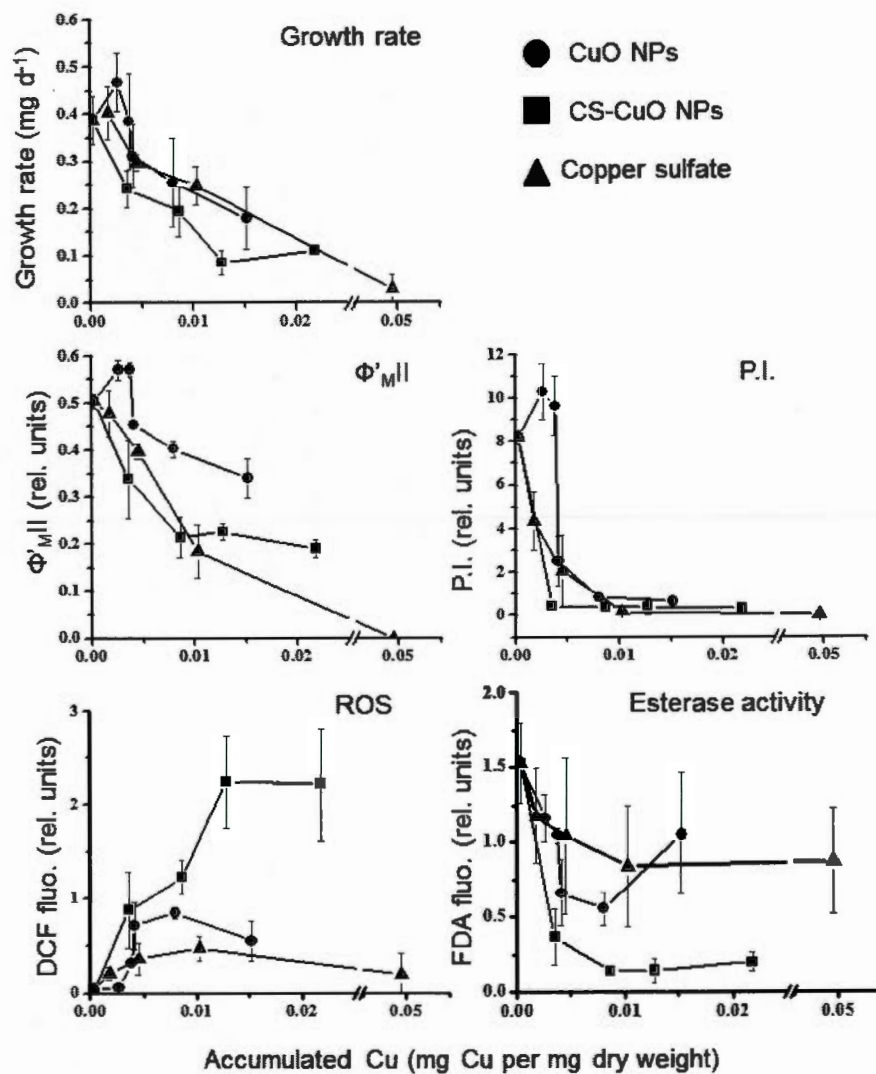 Growth rate
CuO NPs
CS-CuO NPs
Copper sulfate
Growth rate (mg d⁻¹)
0.6
0.5
0.4
0.3
0.2
0.1
0.0
0.00 0.01 0.02 0.05
Φ'MII
Φ'MII (rel. units)
0.6
0.5
0.4
0.3
0.2
0.1
0.0
0.00 0.01 0.02 0.05
P.I.
P.I. (rel. units)
12
10
8
6
4
2
0
0.00 0.01 0.02 0.05
ROS
DCF fluo. (rel. units)
3
2
1
0
0.00 0.01 0.02 0.05
Esterase activity
FDA fluo. (rel. units)
2.0
1.5
1.0
0.5
0.0
0.00 0.01 0.02 0.05
Accumulated Cu (mg Cu per mg dry weight)